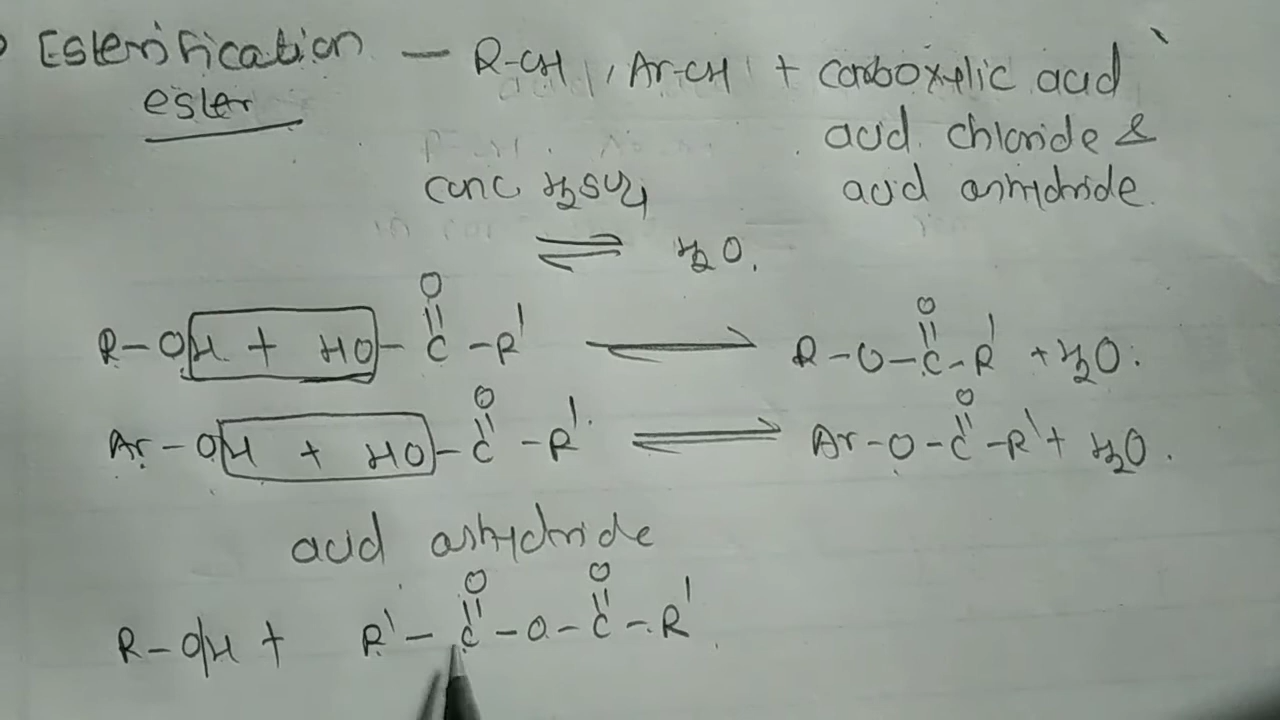 Esterification — R-OH, Ar-OH + carboxylic acid
ester
acid chloride &
acid anhydride.
conc H₂SO₄
⇌ H₂O.
O
R-OH + HO-C-R' ⇌ R-O-C-R' + H₂O.
O
Ar-OH + HO-C-R' ⇌ Ar-O-C-R' + H₂O.
acid anhydride
O O
R-O/H + R'-C-O-C-R'